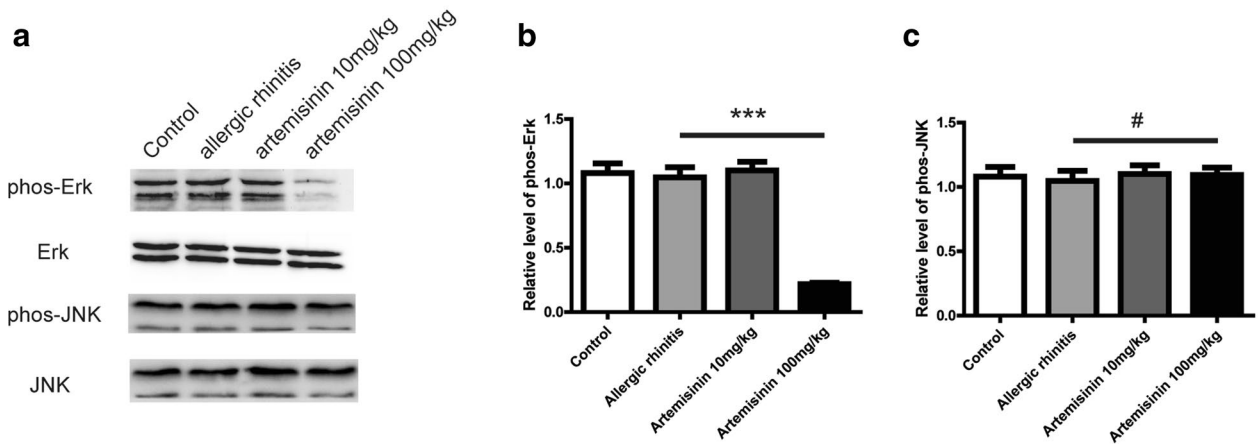 a
Control
allergic rhinitis
artemisinin 10mg/kg
artemisinin 100mg/kg
phos-Erk
Erk
phos-JNK
JNK
b
Relative level of phos-Erk
1.5
1.0
0.5
0.0
***
Control
Allergic rhinitis
Artemisinin 10mg/kg
Artemisinin 100mg/kg
c
Relative level of phos-JNK
1.5
1.0
0.5
0.0
#
Control
Allergic rhinitis
Artemisinin 10mg/kg
Artemisinin 100mg/kg